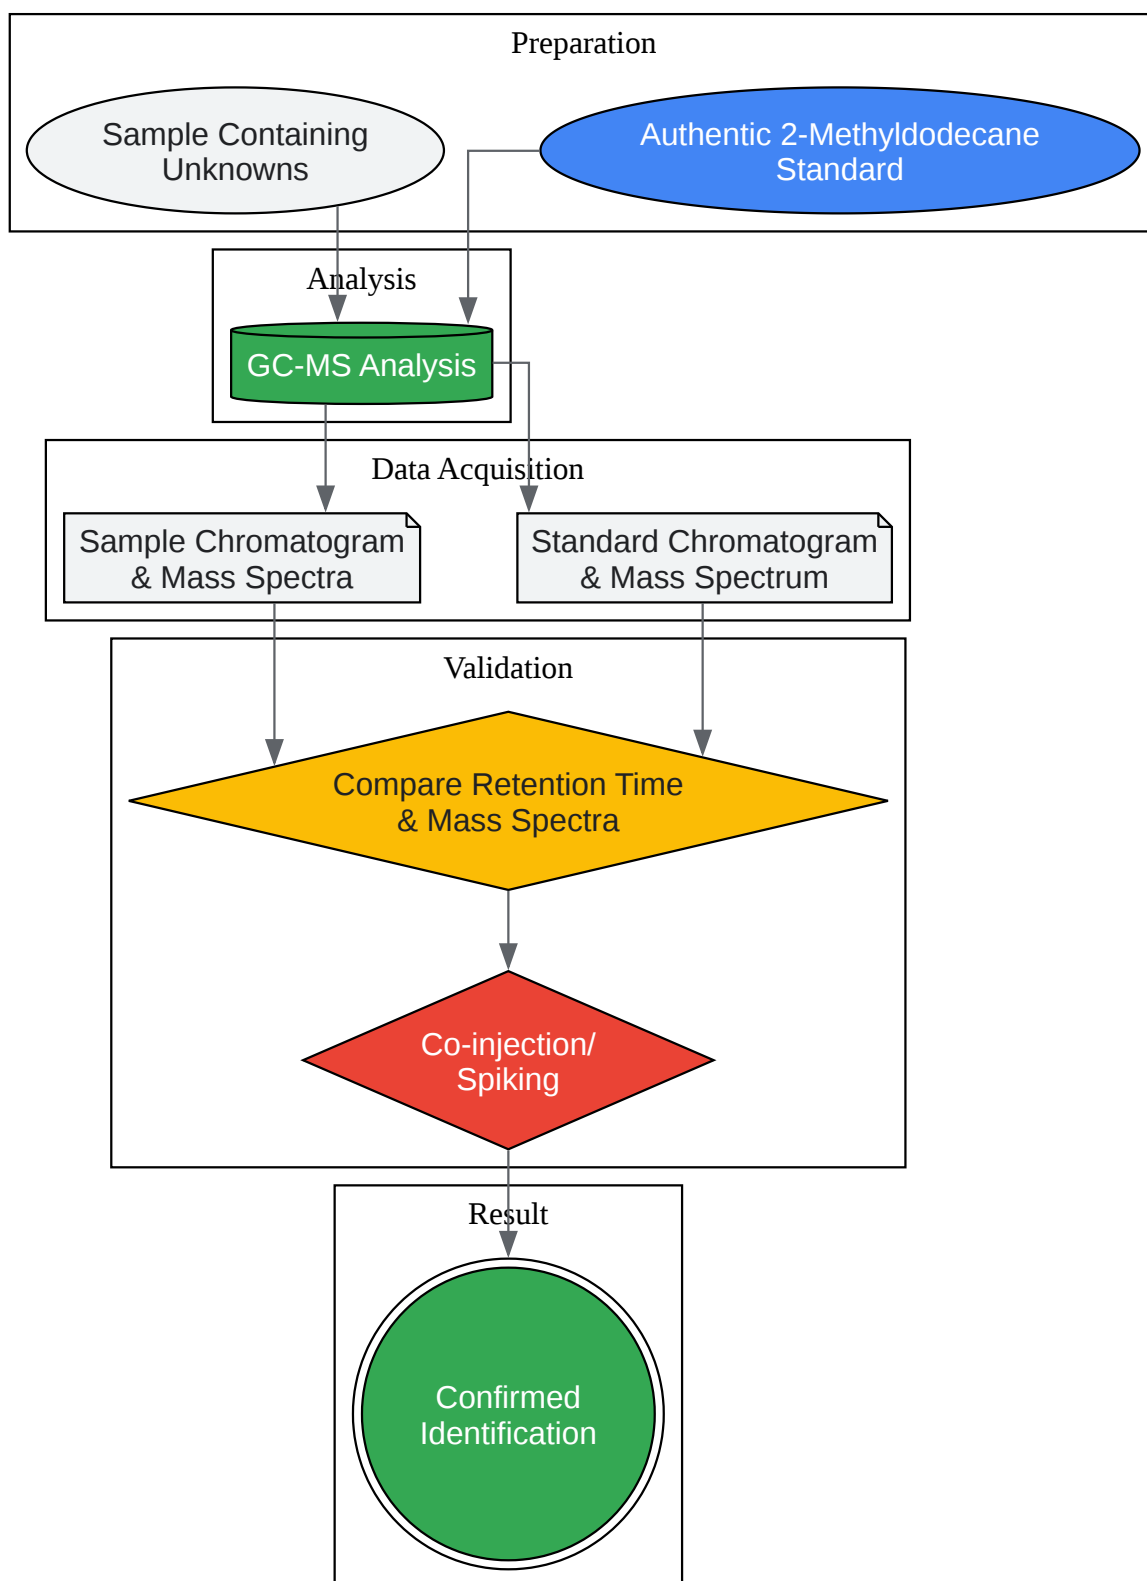 Preparation
Sample Containing
Unknowns
Authentic 2-Methyldodecane
Standard
Analysis
GC-MS Analysis
Data Acquisition
Sample Chromatogram
& Mass Spectra
Standard Chromatogram
& Mass Spectrum
Validation
Compare Retention Time
& Mass Spectra
Co-injection/
Spiking
Result
Confirmed
Identification